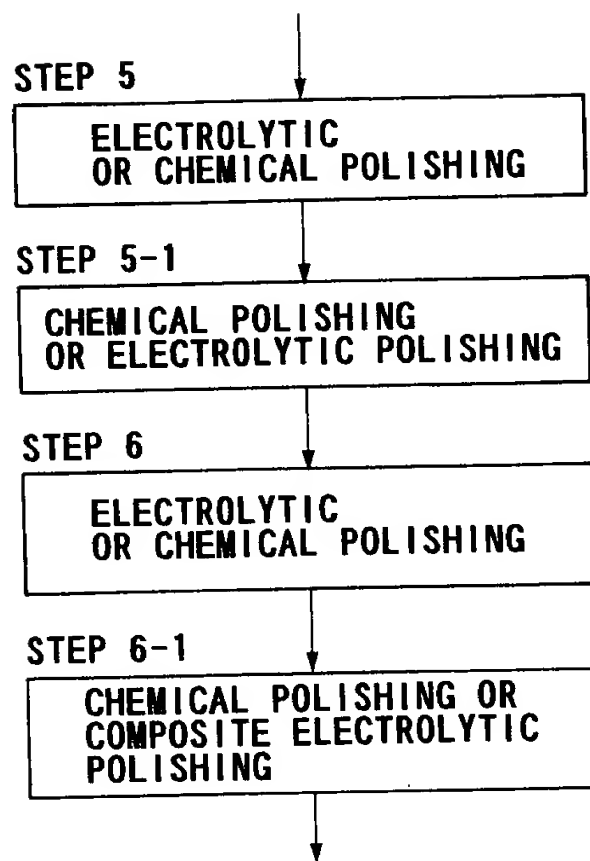 STEP 5
ELECTROLYTIC
OR CHEMICAL POLISHING
STEP 5-1
CHEMICAL POLISHING
OR ELECTROLYTIC POLISHING
STEP 6
ELECTROLYTIC
OR CHEMICAL POLISHING
STEP 6-1
CHEMICAL POLISHING OR
COMPOSITE ELECTROLYTIC
POLISHING